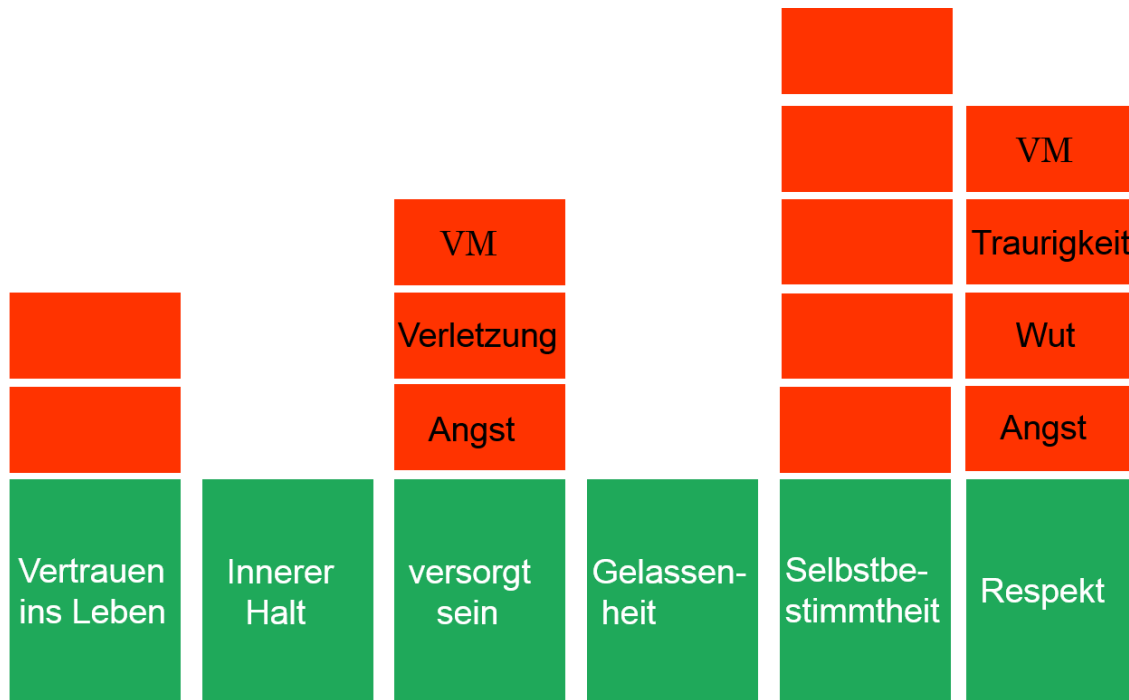 VM
VM
Traurigkeit
Verletzung
Wut
Angst
Angst
Vertrauen
ins Leben
Innerer
Halt
versorgt
sein
Gelassen-
heit
Selbstbe-
stimmtheit
Respekt